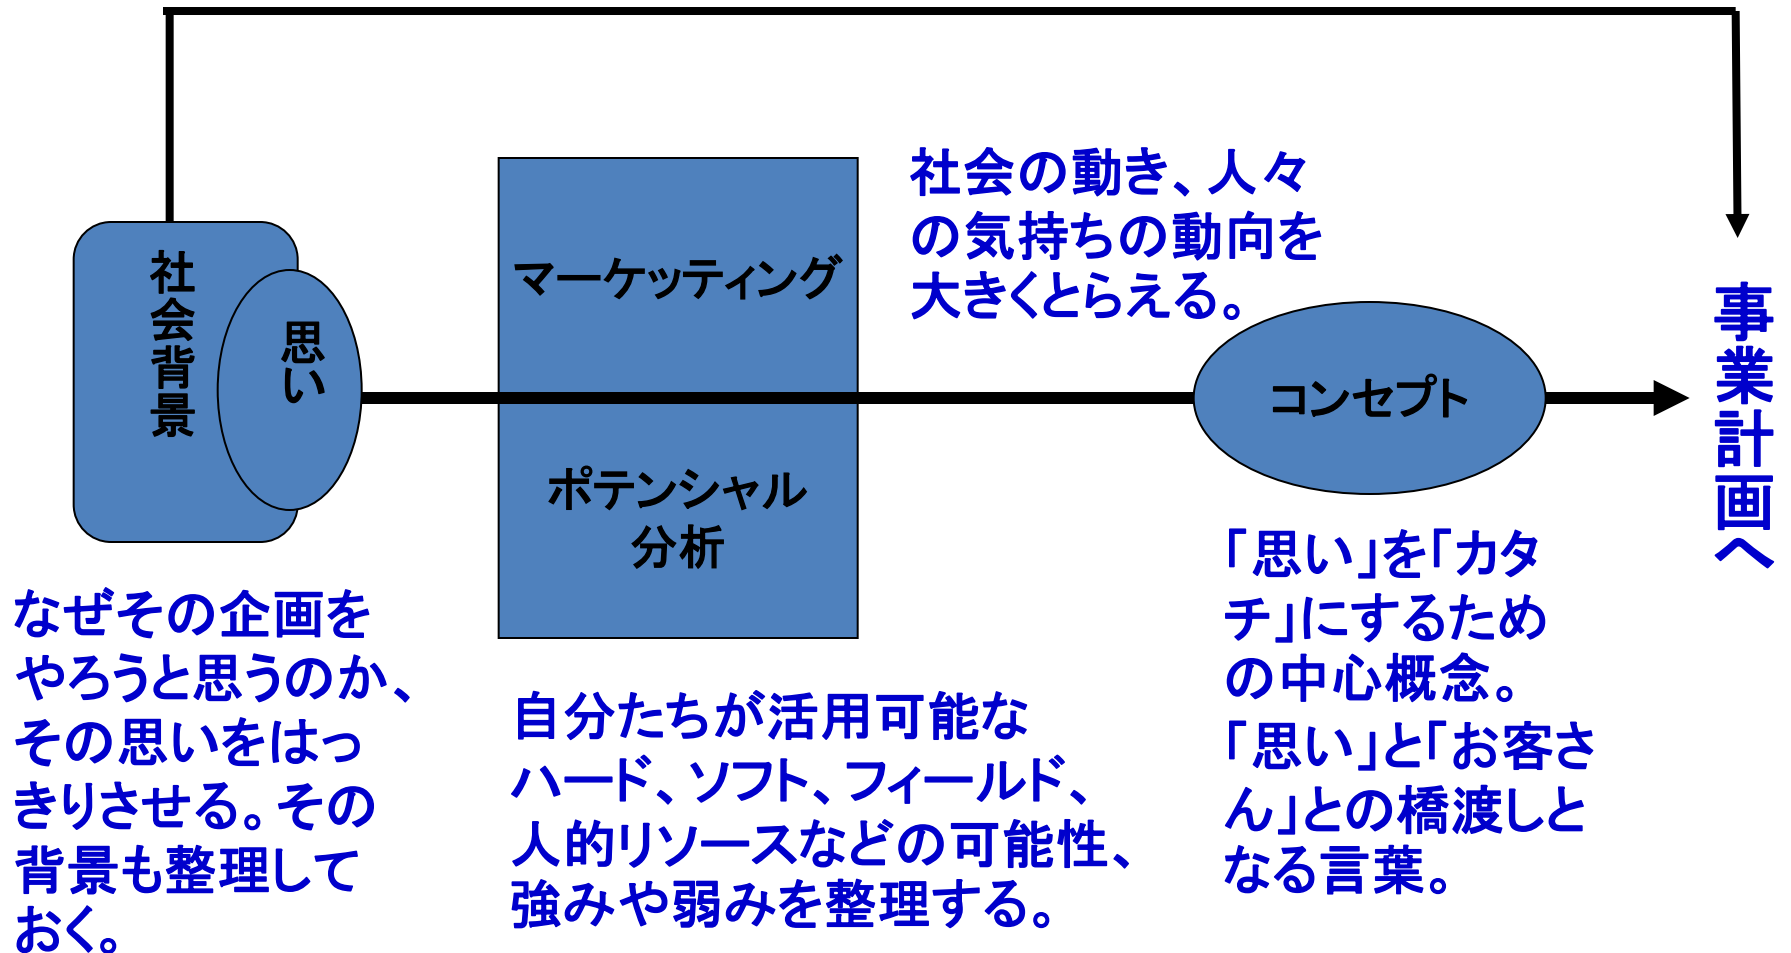 社会背景
思い
なぜその企画を
やろうと思うのか、
その思いをはっ
きりさせる。その
背景も整理して
おく。
マーケッティング
ポテンシャル
分析
社会の動き、人々
の気持ちの動向を
大きくとらえる。
自分たちが活用可能な
ハード、ソフト、フィールド、
人的リソースなどの可能性、
強みや弱みを整理する。
コンセプト
「思い」を「カタ
チ」にするため
の中心概念。
「思い」と「お客さ
ん」との橋渡しと
なる言葉。
事業計画へ